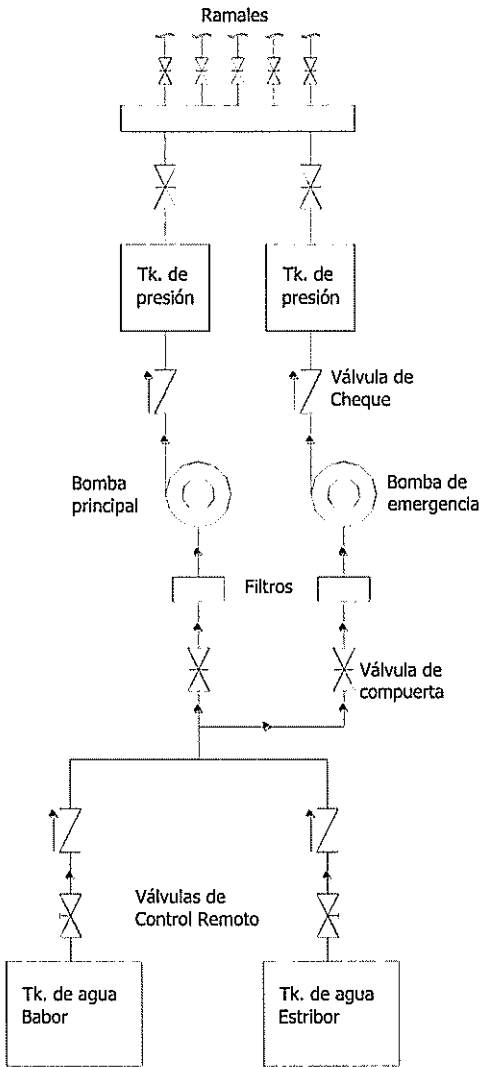 Ramales
Tk. de
presión
Tk. de
presión
Válvula de
Cheque
Bomba
principal
Bomba de
emergencia
Filtros
Válvula de
compuerta
Válvulas de
Control Remoto
Tk. de agua
Babor
Tk. de agua
Estribor